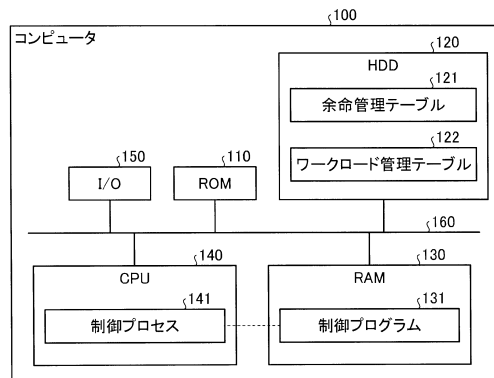 100
コンピュータ
120
HDD
121
余命管理テーブル
122
ワークロード管理テーブル
150
I/O
110
ROM
160
140
CPU
141
制御プロセス
130
RAM
131
制御プログラム